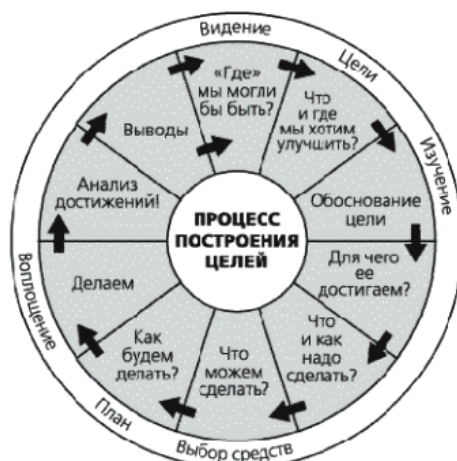 Видение
Цели
Изучение
Выбор средств
План
Воплощение
«Где»
мы могли
бы быть?
Что
и где
мы хотим
улучшить?
Обоснование
цели
Для чего
ее
достигаем?
Что
и как
надо
сделать?
Что
можем
сделать?
Как
будем
делать?
Делаем
Анализ
достижений!
Выводы
ПРОЦЕСС
ПОСТРОЕНИЯ
ЦЕЛЕЙ